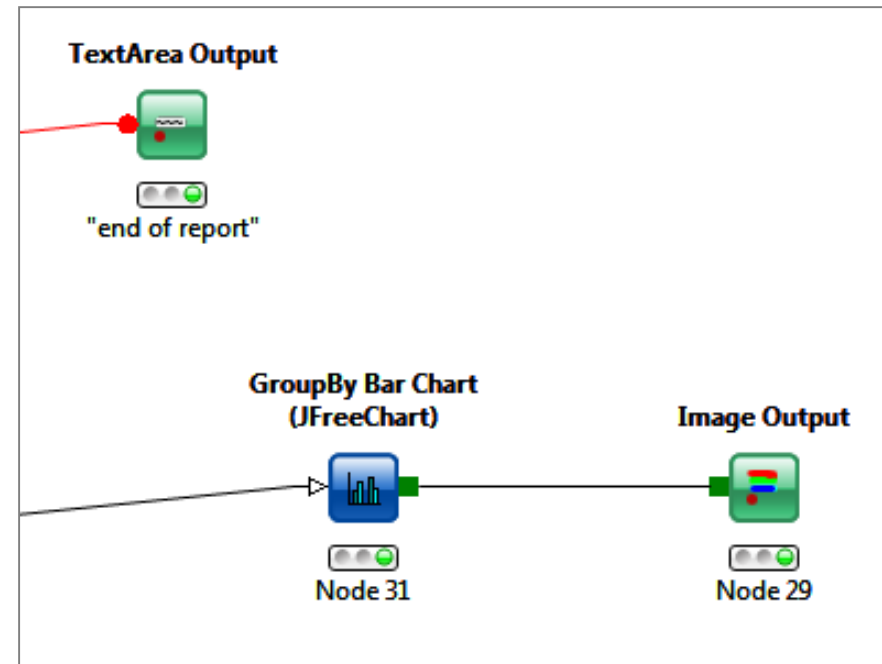 TextArea Output
"end of report"
GroupBy Bar Chart
(JFreeChart)
Node 31
Image Output
Node 29